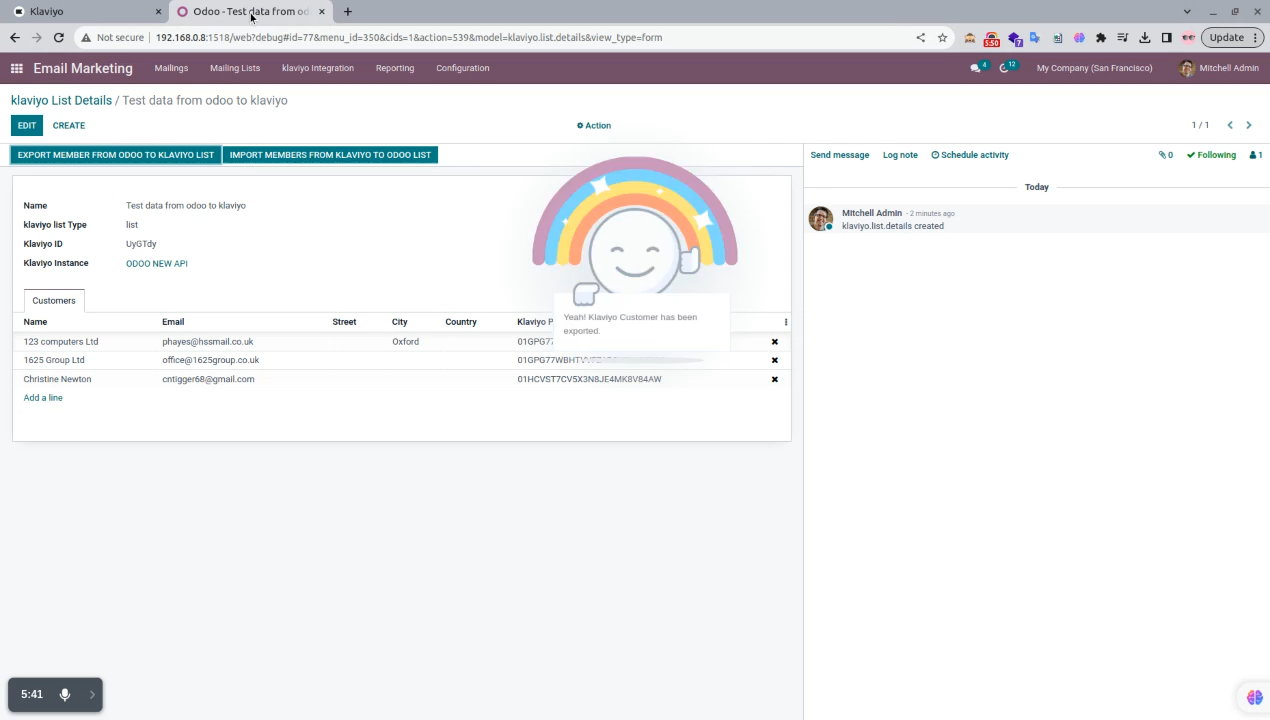 Klaviyo
Odoo - Test data from od
Not secure 192.168.0.8:1518/web?debug#id=77&menu_id=350&cids=1&action=539&model=klaviyo.list.details&view_type=form
5.50
7
Update
Email Marketing Mailings Mailing Lists klaviyo Integration Reporting Configuration
4 12 My Company (San Francisco) Mitchell Admin
klaviyo List Details / Test data from odoo to klaviyo
EDIT CREATE Action 1 / 1
EXPORT MEMBER FROM ODOO TO KLAVIYO LIST IMPORT MEMBERS FROM KLAVIYO TO ODOO LIST
Send message Log note Schedule activity 0 Following 1
Today
Mitchell Admin - 2 minutes ago
klaviyo.list.details created
Name Test data from odoo to klaviyo
klaviyo list Type list
Klaviyo ID UyGTdy
Klaviyo Instance ODOO NEW API
Customers
Name Email Street City Country Klaviyo P
123 computers Ltd phayes@hssmail.co.uk Oxford 01GPG77
1625 Group Ltd office@1625group.co.uk
Christine Newton cntigger68@gmail.com 01HCVST7CV5X3N8JE4MK8V84AW
Add a line
Yeah! Klaviyo Customer has been
exported.
5:41